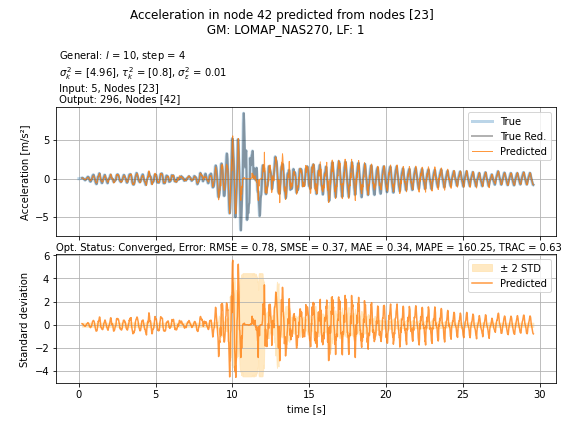 Acceleration in node 42 predicted from nodes [23]
GM: LOMAP_NAS270, LF: 1
General: l = 10, step = 4
σ²ₖ = [4.96], τ²ₖ = [0.8], σ²ε = 0.01
Input: 5, Nodes [23]
Output: 296, Nodes [42]
Acceleration [m/s²]
5
0
−5
True
True Red.
Predicted
Opt. Status: Converged, Error: RMSE = 0.78, SMSE = 0.37, MAE = 0.34, MAPE = 160.25, TRAC = 0.63
Standard deviation
6
4
2
0
−2
−4
± 2 STD
Predicted
0 5 10 15 20 25 30
time [s]